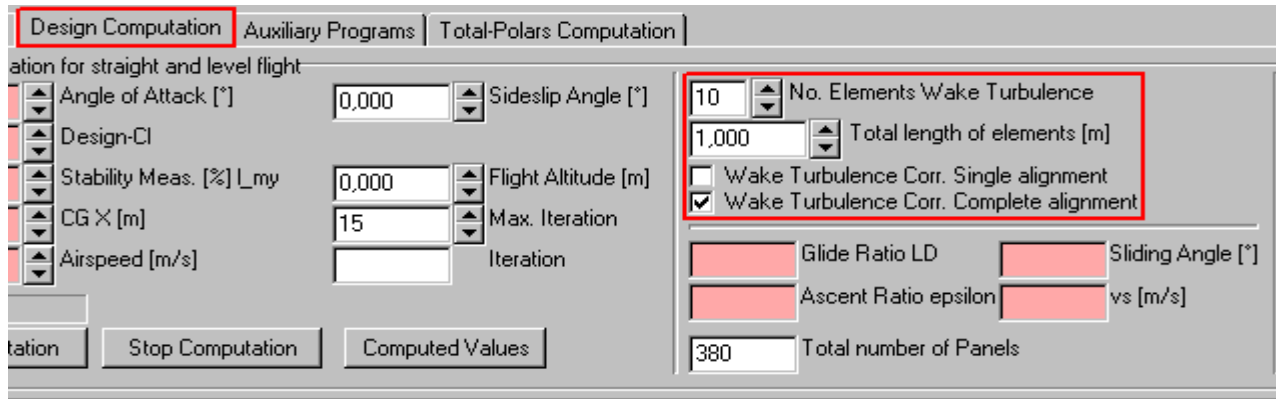 Design Computation Auxiliary Programs Total-Polars Computation
ation for straight and level flight
Angle of Attack [°] 0,000 Sideslip Angle [°] 10 No. Elements Wake Turbulence
Design-Cl 1,000 Total length of elements [m]
Stability Meas. [%] l_my 0,000 Flight Altitude [m] Wake Turbulence Corr. Single alignment
CG X [m] 15 Max. Iteration Wake Turbulence Corr. Complete alignment
Airspeed [m/s] Iteration Glide Ratio LD Sliding Angle [°]
Ascent Ratio epsilon vs [m/s]
tation Stop Computation Computed Values 380 Total number of Panels